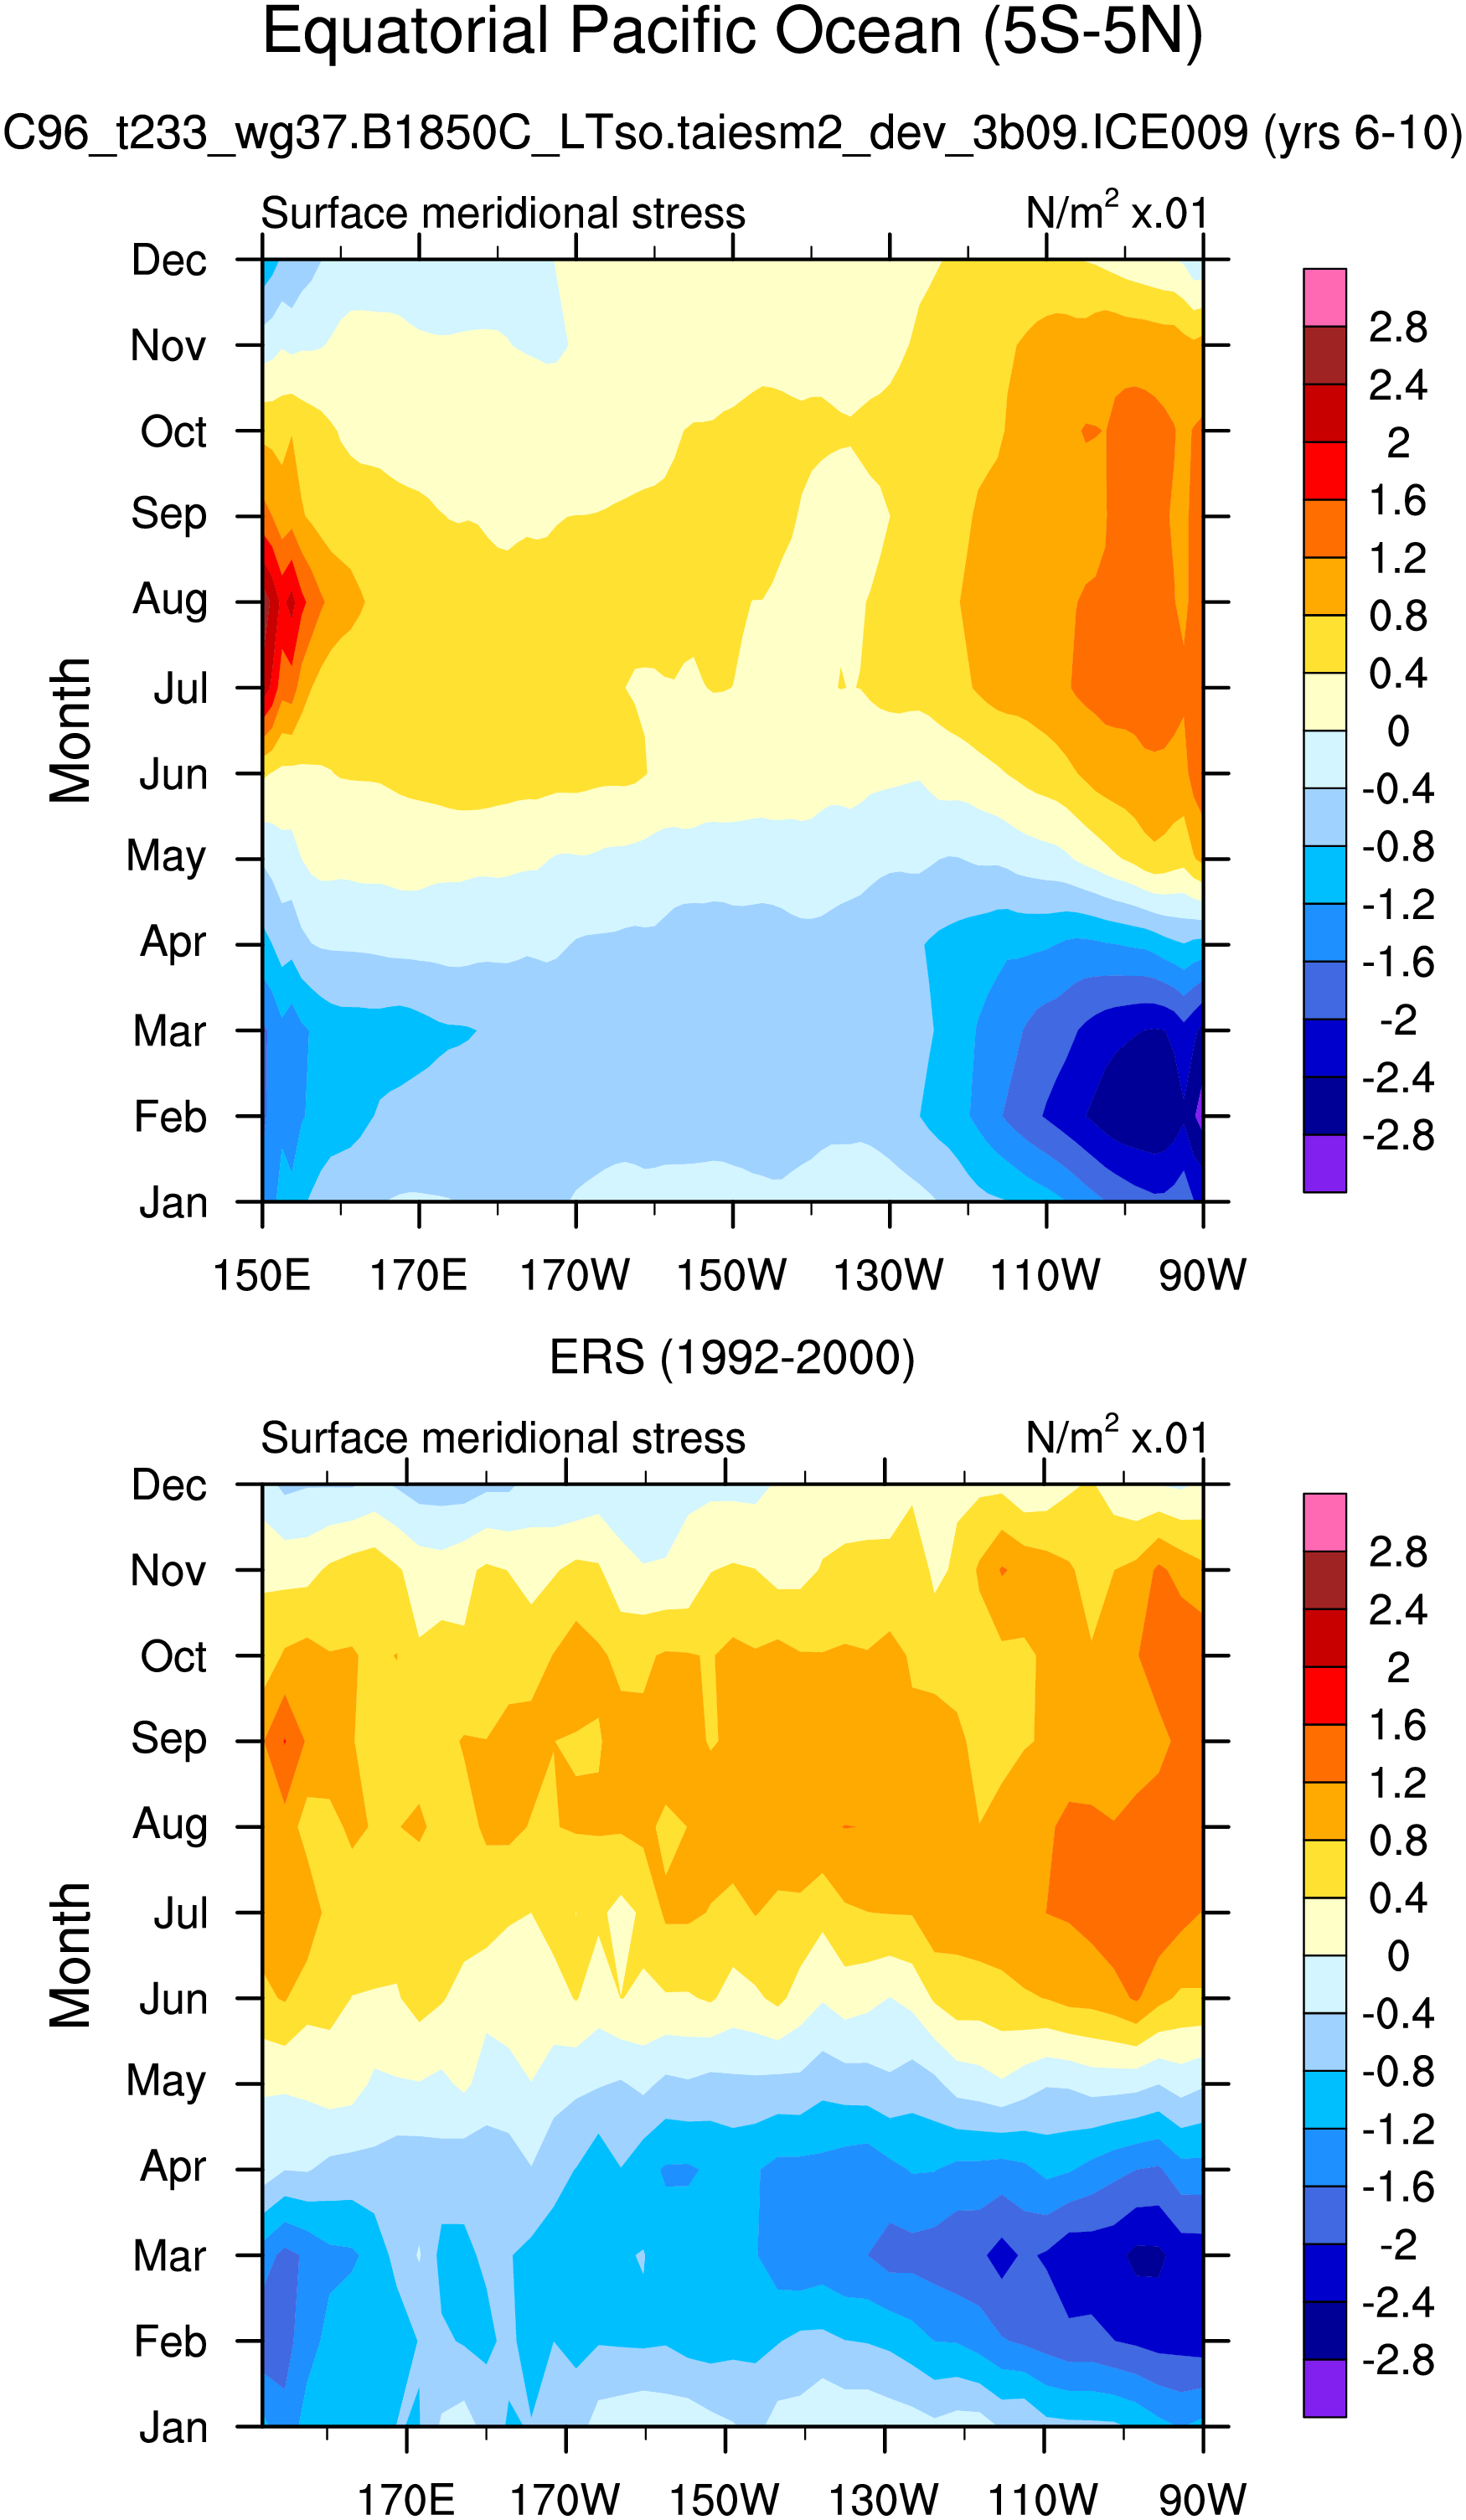 Equatorial Pacific Ocean (5S-5N)
C96_t233_wg37.B1850C_LTso.taiesm2_dev_3b09.ICE009 (yrs 6-10)
Surface meridional stress N/m² x.01
Dec
Nov
Oct
Sep
Aug
Jul
Jun
May
Apr
Mar
Feb
Jan
Month
150E 170E 170W 150W 130W 110W 90W
2.8
2.4
2
1.6
1.2
0.8
0.4
0
-0.4
-0.8
-1.2
-1.6
-2
-2.4
-2.8
ERS (1992-2000)
Surface meridional stress N/m² x.01
Dec
Nov
Oct
Sep
Aug
Jul
Jun
May
Apr
Mar
Feb
Jan
Month
170E 170W 150W 130W 110W 90W
2.8
2.4
2
1.6
1.2
0.8
0.4
0
-0.4
-0.8
-1.2
-1.6
-2
-2.4
-2.8